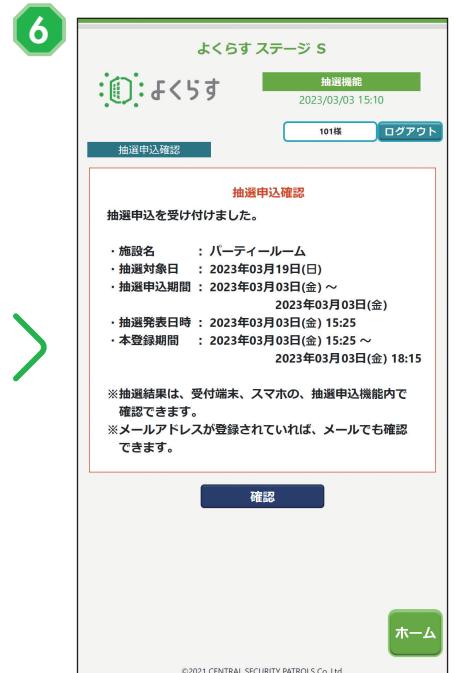 6
よくらす ステージ S
よくらす
抽選機能
2023/03/03 15:10
101様
ログアウト
抽選申込確認
抽選申込確認
抽選申込を受け付けました。
・施設名 : パーティールーム
・抽選対象日 : 2023年03月19日(日)
・抽選申込期間 : 2023年03月03日(金) ～
2023年03月03日(金)
・抽選発表日時 : 2023年03月03日(金) 15:25
・本登録期間 : 2023年03月03日(金) 15:25 ～
2023年03月03日(金) 18:15
※抽選結果は、受付端末、スマホの、抽選申込機能内で
確認できます。
※メールアドレスが登録されていれば、メールでも確認
できます。
確認
ホーム
©2021 CENTRAL SECURITY PATROLS Co.,Ltd.